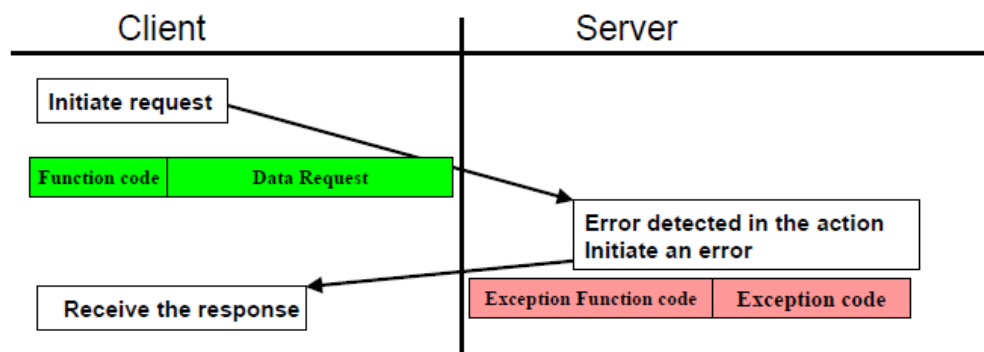 Client
Server
Initiate request
Function code
Data Request
Error detected in the action
Initiate an error
Exception Function code
Exception code
Receive the response